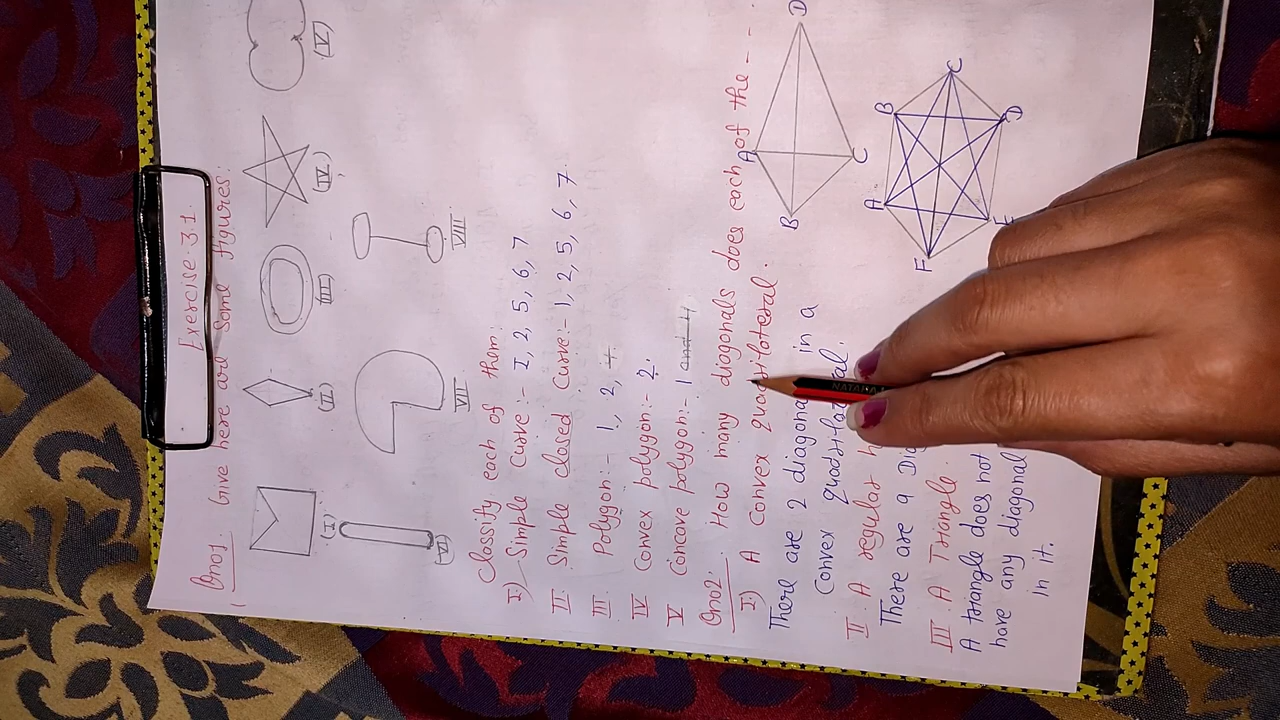 Exercise-3.1.
Qno1. Give here are Some figures:
(I) (II) (III) (IV) (V)
(VI) VII VIII
Classify each of them:
I) Simple Curve:- I, 2, 5, 6, 7
II Simple closed Curve:- 1, 2, 5, 6, 7.
III. Polygon:- 1, 2, 4
IV Convex polygon:- 2.
V Concave polygon:- 1 and 4
Qno2. How many diagonals does each of the - -
I) A Convex quadrilateral.
There are 2 diagonal in a
Convex quadrilateral.
II. A regular
There are 9
III. A Triangle.
A triangle does not
have any diagonal
in it.
A
B
C
D
A
B
C
D
E
F
NATARAJ